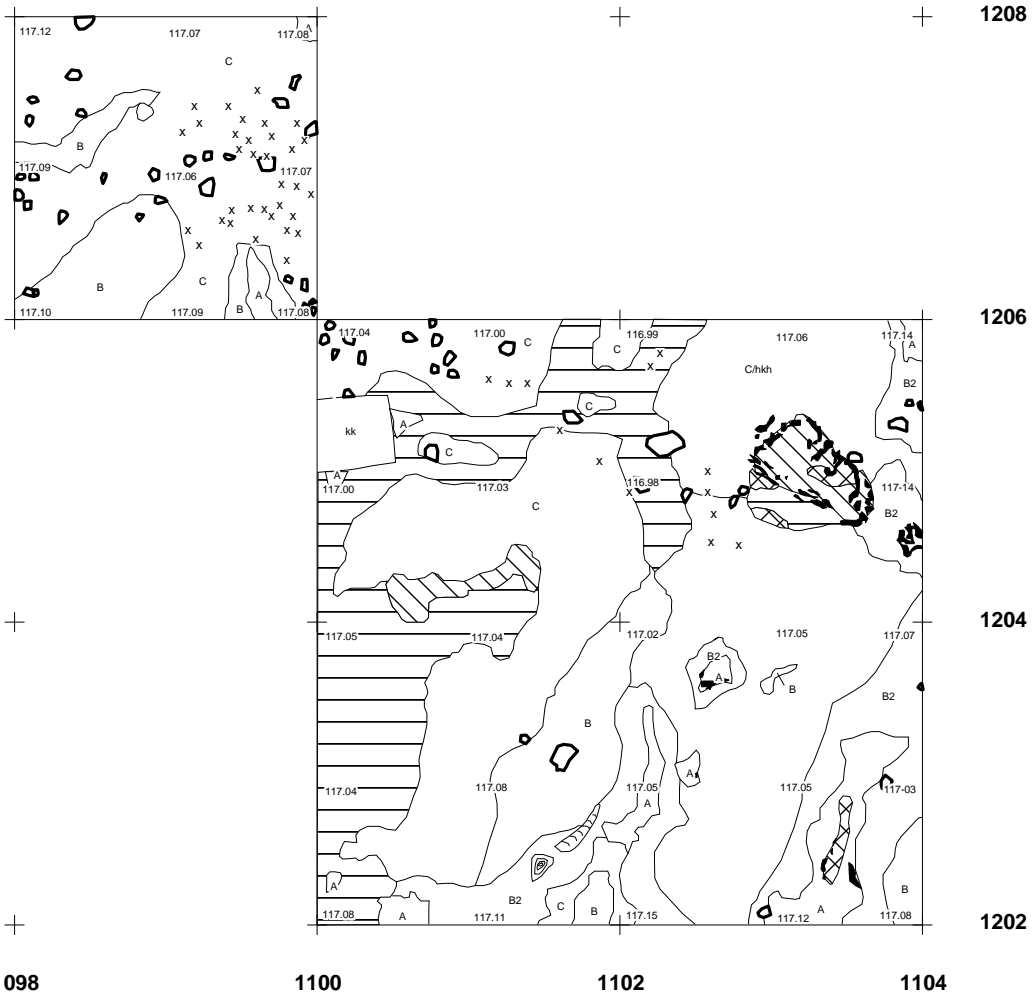 1208
117.12 117.07 117.08 A
C
x
x x
x x x x
x x x x x
x x x
B x x x x
117.09
117.06 117.07
x x
x
x x x x x x
x x x
x x x
x x
x
C
B A
B
117.10 117.09 117.08
1206
117.04 117.00 C 116.99 117.06 117.14
C A
x
x C/hkh
x x x B2
C
A
kk x
C
x
A x
117.00 117.03 116.98 117-14
x x
C x B2
x x
1204
117.05 117.04 117.02 117.05 117.07
B2
A
B
B2
B
A
117.04 117.08 117.05 117.05 117-03
A
A B
B2 C B A
117.08 A 117.11 117.15 117.12 117.08
1202
098 1100 1102 1104